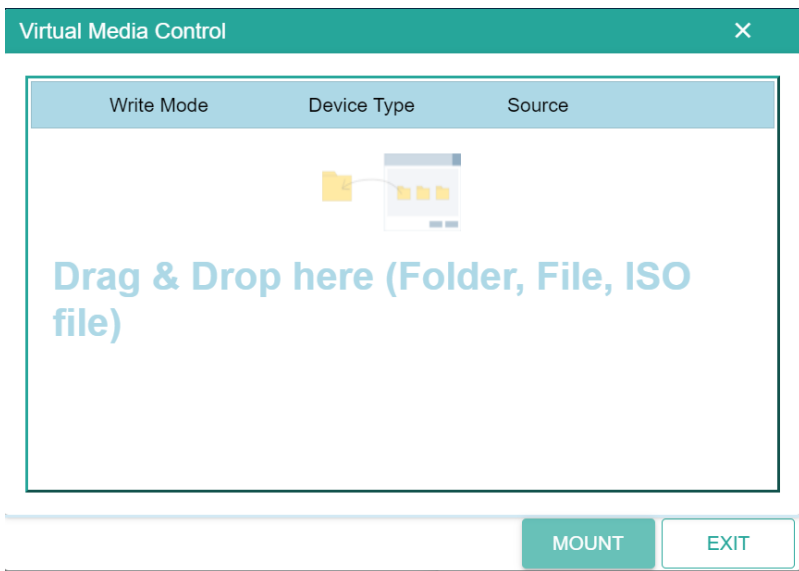 Virtual Media Control
Write Mode Device Type Source
Drag & Drop here (Folder, File, ISO
file)
MOUNT EXIT